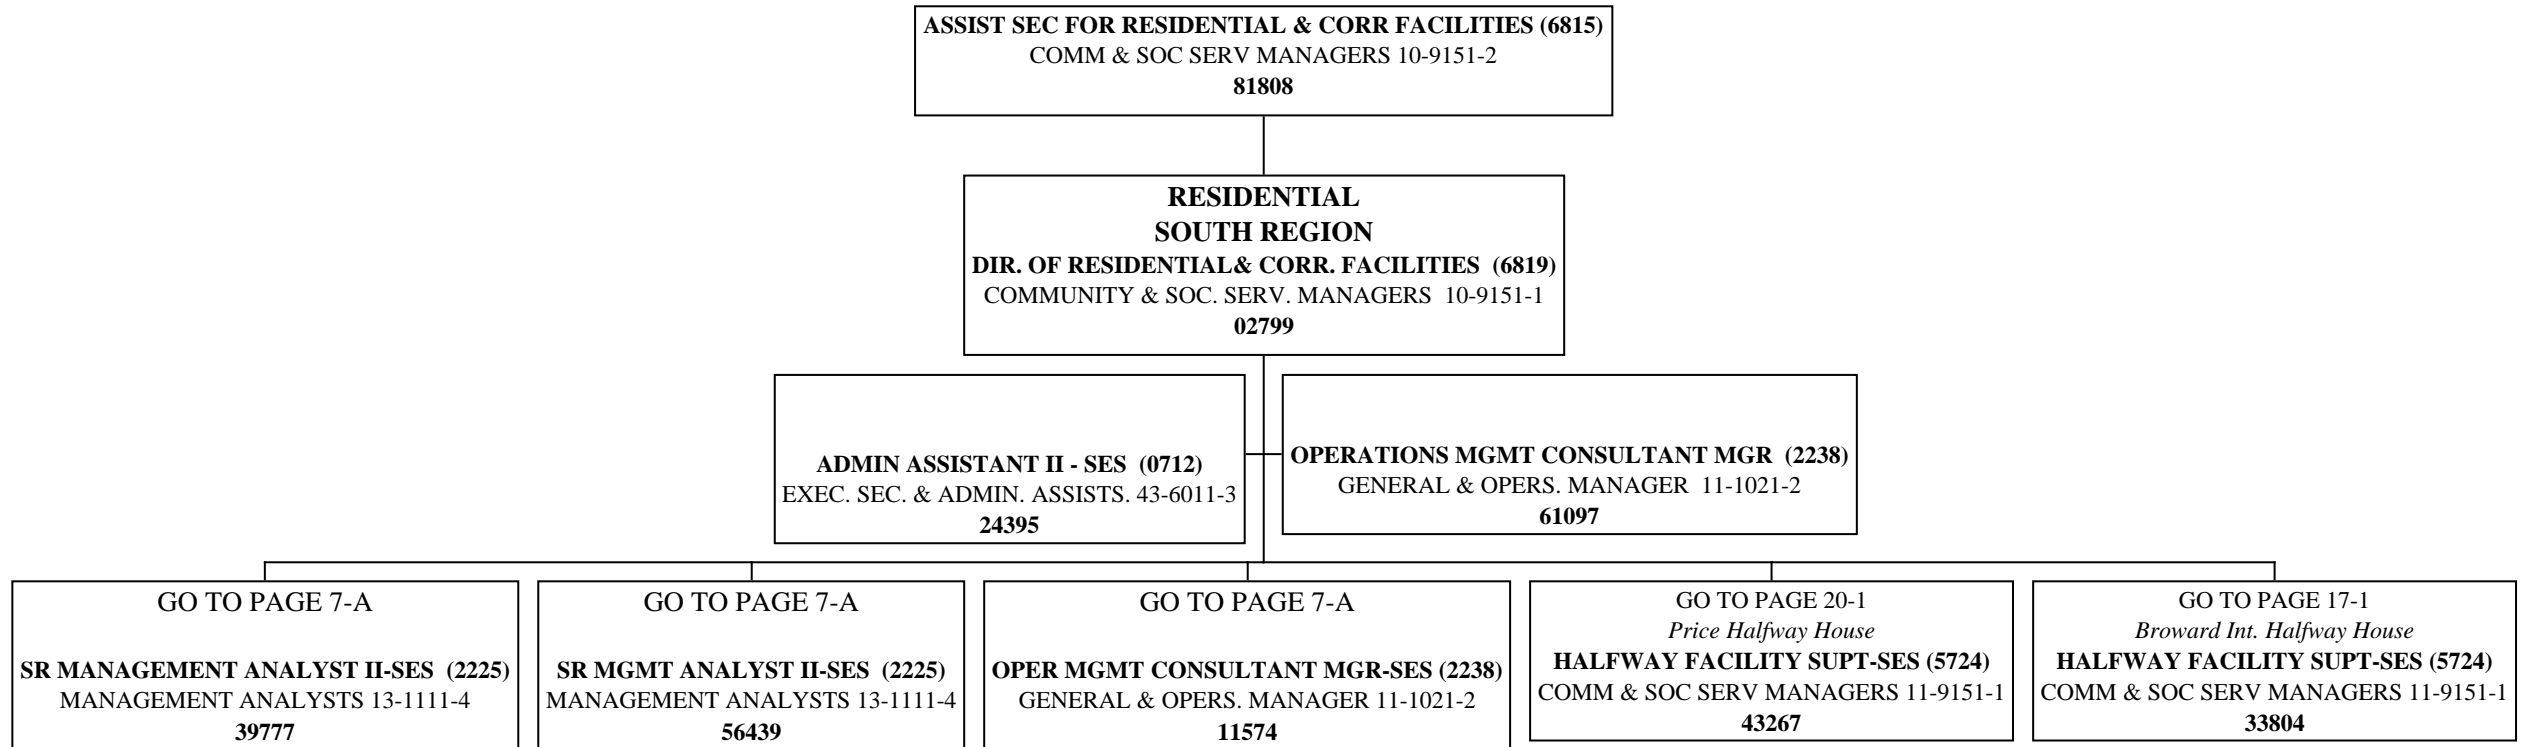 ASSIST SEC FOR RESIDENTIAL & CORR FACILITIES (6815)
COMM & SOC SERV MANAGERS 10-9151-2
81808
RESIDENTIAL
SOUTH REGION
DIR. OF RESIDENTIAL& CORR. FACILITIES (6819)
COMMUNITY & SOC. SERV. MANAGERS 10-9151-1
02799
ADMIN ASSISTANT II - SES (0712)
EXEC. SEC. & ADMIN. ASSISTS. 43-6011-3
24395
OPERATIONS MGMT CONSULTANT MGR (2238)
GENERAL & OPERS. MANAGER 11-1021-2
61097
GO TO PAGE 7-A
SR MANAGEMENT ANALYST II-SES (2225)
MANAGEMENT ANALYSTS 13-1111-4
39777
GO TO PAGE 7-A
SR MGMT ANALYST II-SES (2225)
MANAGEMENT ANALYSTS 13-1111-4
56439
GO TO PAGE 7-A
OPER MGMT CONSULTANT MGR-SES (2238)
GENERAL & OPERS. MANAGER 11-1021-2
11574
GO TO PAGE 20-1
Price Halfway House
HALFWAY FACILITY SUPT-SES (5724)
COMM & SOC SERV MANAGERS 11-9151-1
43267
GO TO PAGE 17-1
Broward Int. Halfway House
HALFWAY FACILITY SUPT-SES (5724)
COMM & SOC SERV MANAGERS 11-9151-1
33804